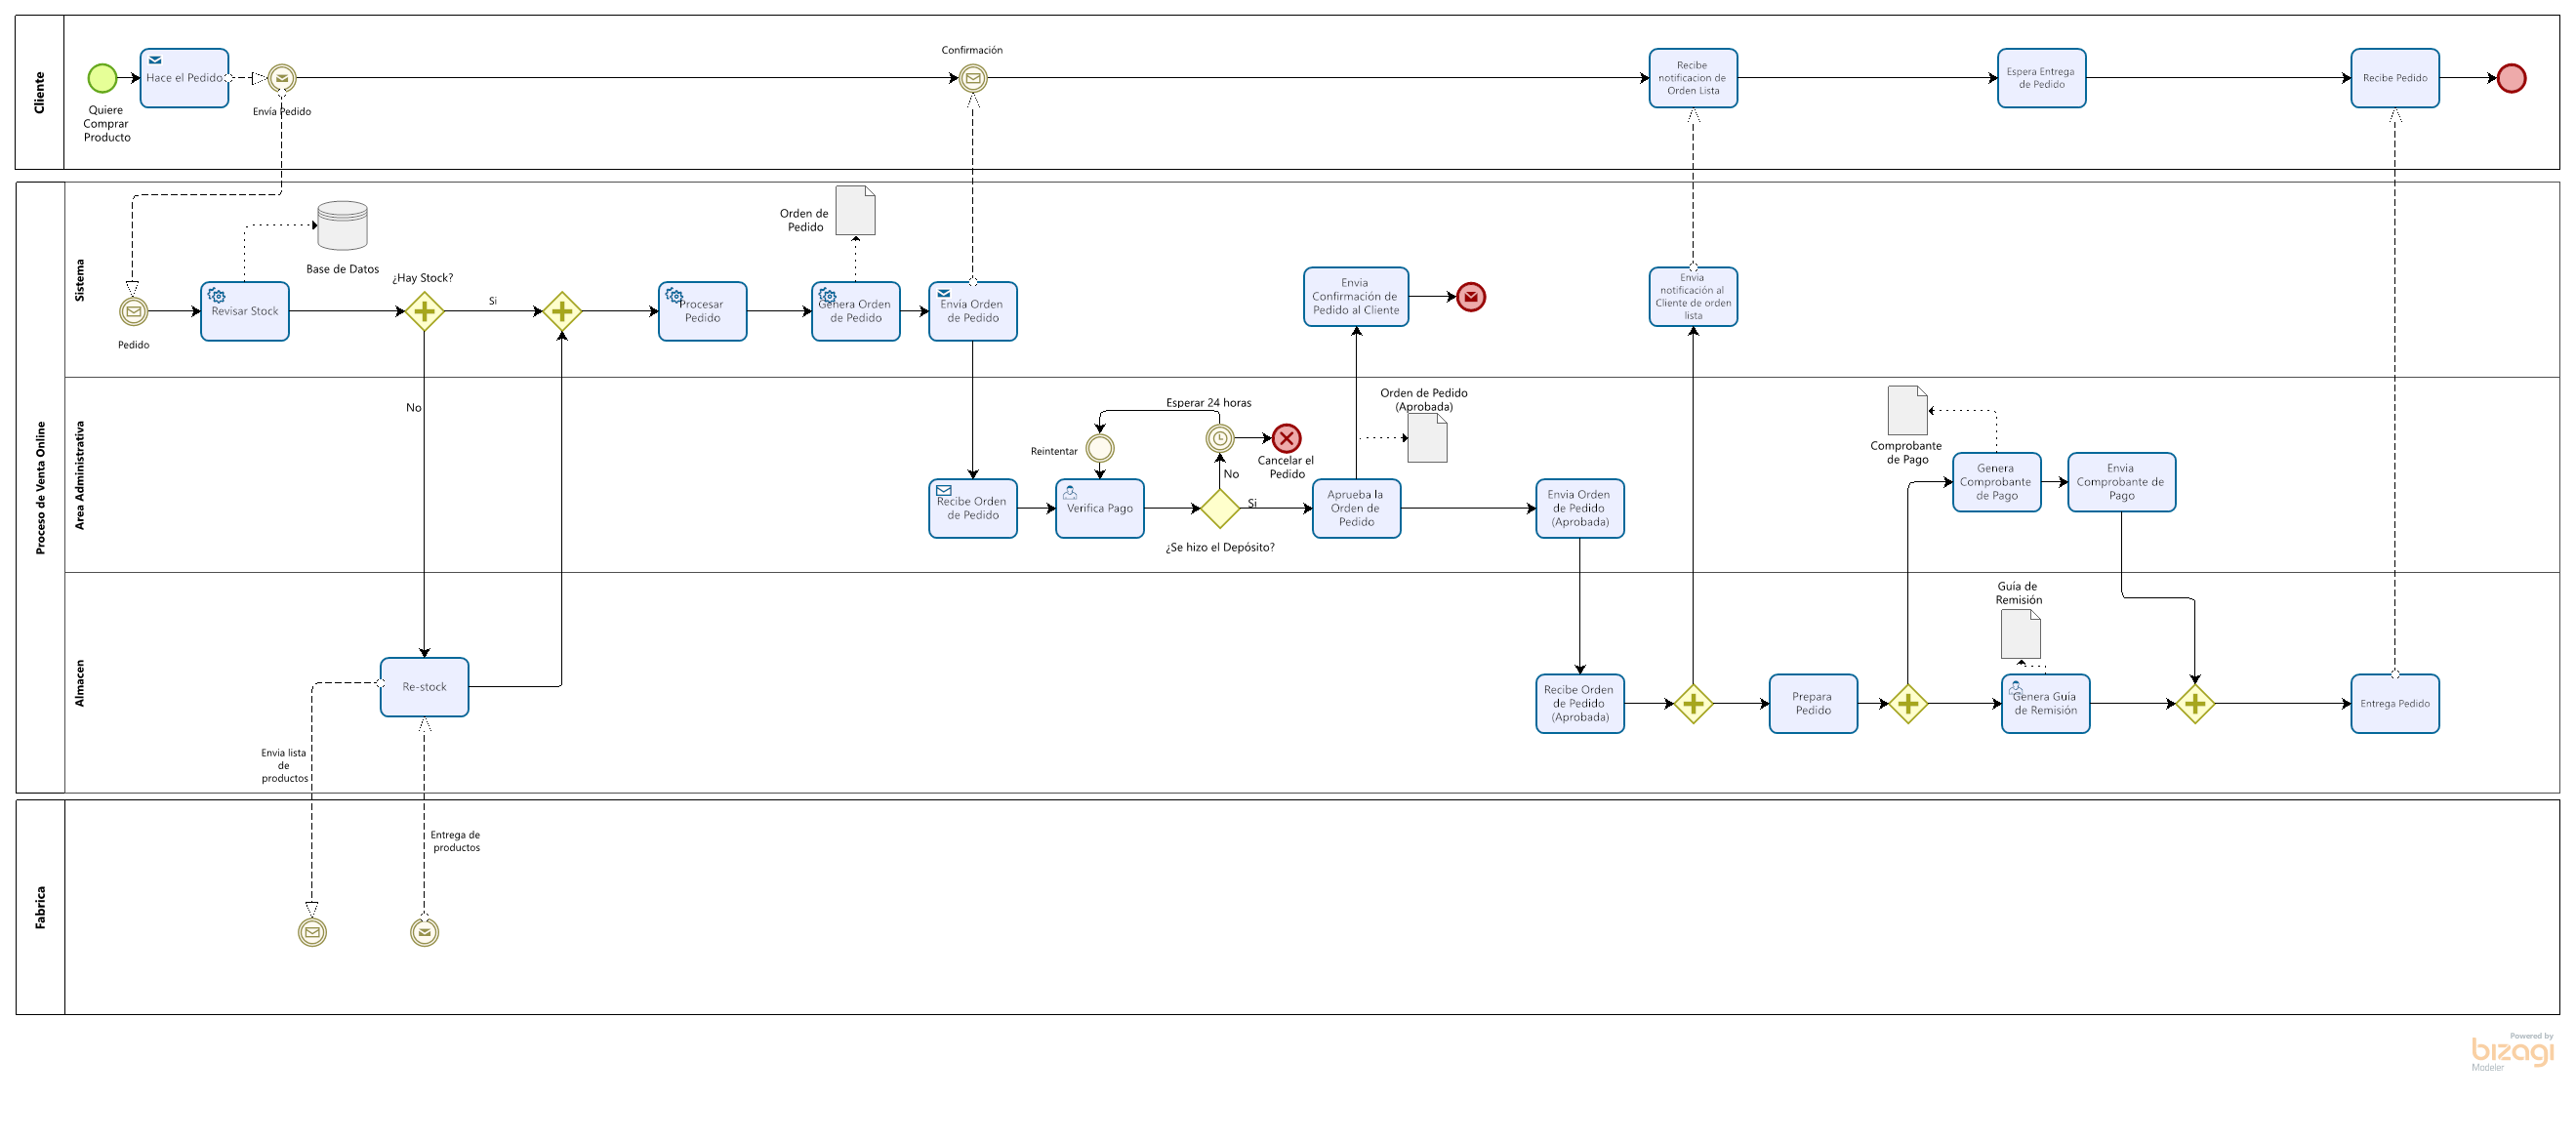 Cliente
Quiere
Comprar
Producto
Hace el Pedido
Envía Pedido
Confirmación
Recibe
notificacion de
Orden Lista
Espera Entrega
de Pedido
Recibe Pedido
Proceso de Venta Online
Sistema
Pedido
Revisar Stock
Base de Datos
¿Hay Stock?
Si
No
Procesar
Pedido
Orden de
Pedido
Genera Orden
de Pedido
Envia Orden
de Pedido
Envia
Confirmación de
Pedido al Cliente
Envia
notificación al
Cliente de orden
lista
Area Administrativa
Recibe Orden
de Pedido
Reintentar
Verifica Pago
Esperar 24 horas
No
Si
¿Se hizo el Depósito?
Cancelar el
Pedido
Aprueba la
Orden de
Pedido
Orden de Pedido
(Aprobada)
Envia Orden
de Pedido
(Aprobada)
Comprobante
de Pago
Genera
Comprobante
de Pago
Envia
Comprobante de
Pago
Almacen
Re-stock
Envia lista
de
productos
Recibe Orden
de Pedido
(Aprobada)
Prepara
Pedido
Guía de
Remisión
Genera Guía
de Remisión
Entrega Pedido
Fabrica
Entrega de
productos
Powered by
bizagi
Modeler